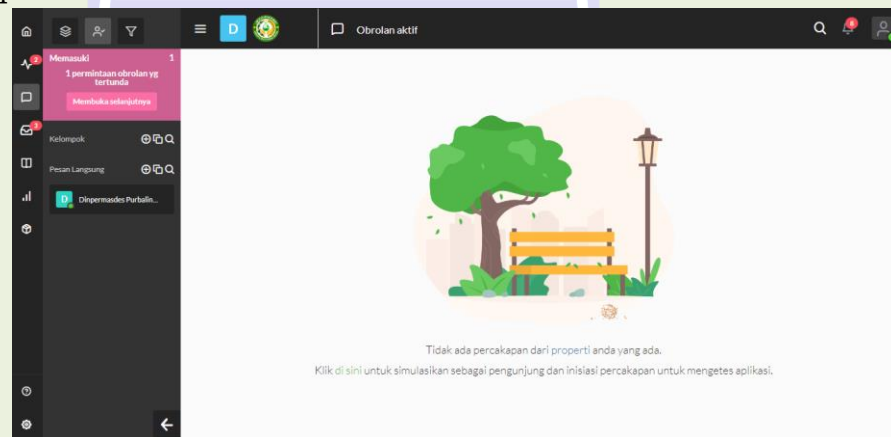 D
Obrolan aktif
8
2
Memasuki 1
1 permintaan obrolan yg
tertunda
Membuka selanjutnya
Kelompok
Pesan Langsung
D Dinpermasdes Purbalin...
Tidak ada percakapan dari properti anda yang ada.
Klik di sini untuk simulasikan sebagai pengunjung dan inisiasi percakapan untuk mengetes aplikasi.